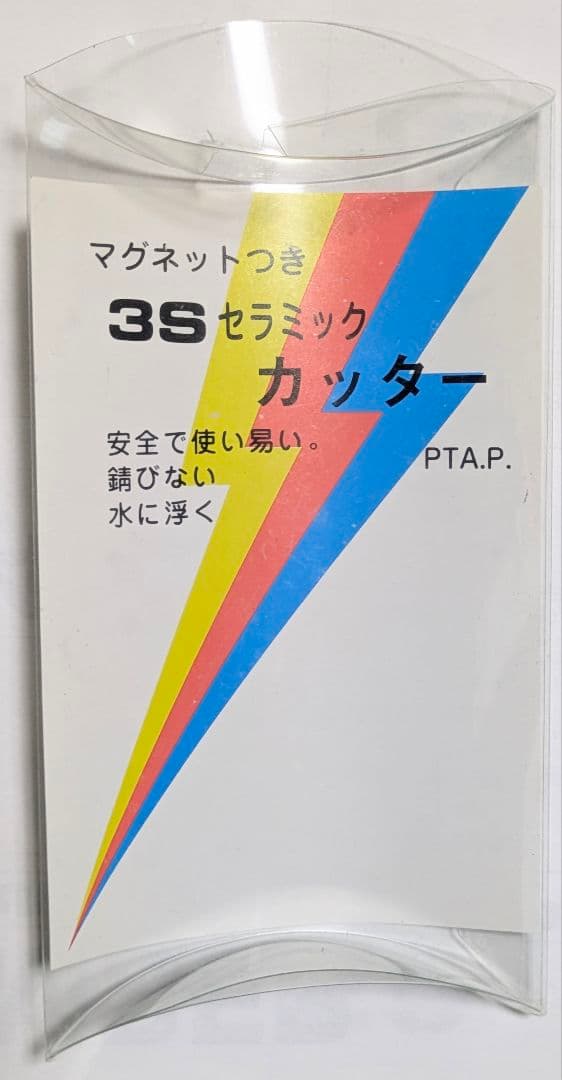 マグネットつき
3Sセラミック
カッター
安全で使い易い。
錆びない
水に浮く
PTA.P.